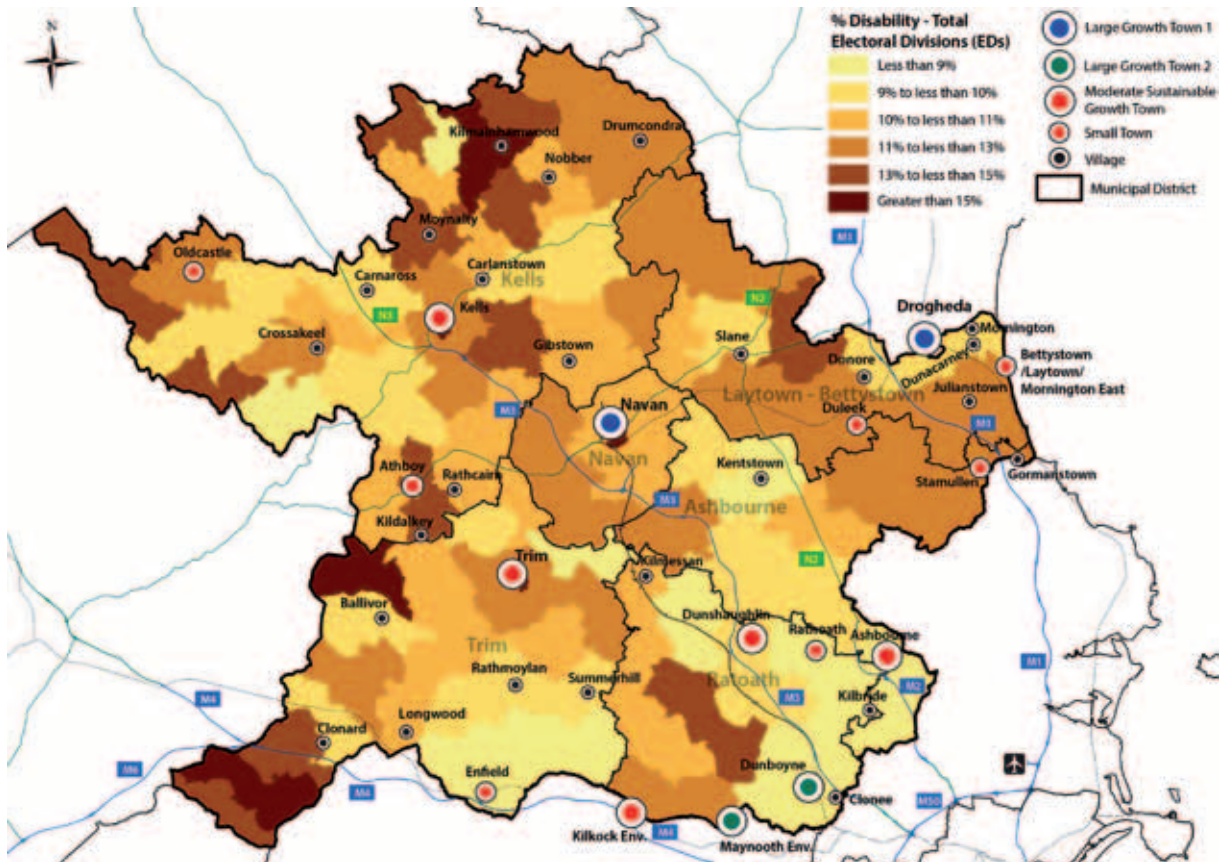 N
% Disability - Total
Electoral Divisions (EDs)
Less than 9%
9% to less than 10%
10% to less than 11%
11% to less than 13%
13% to less than 15%
Greater than 15%
Large Growth Town 1
Large Growth Town 2
Moderate Sustainable
Growth Town
Small Town
Village
Municipal District
Kilmainhamwood
Drumcondra
Nobber
Moynalty
Oldcastle
Carnaross
Carlanstown
Kells
Kells
N3
N2
M1
Drogheda
Mornington
Crossakeel
Gibstown
Slane
Donore
Dunacarney
Bettystown
/Laytown/
Mornington East
Julianstown
Laytown - Bettystown
M3
Navan
Duleek
M1
Navan
Athboy
Rathcairn
Kentstown
Stamullen
Gormanstown
M3
Ashbourne
Kildalkey
Trim
Kilmessan
N2
Ballivor
Dunshaughlin
Ratoath
Ashbourne
Trim
Rathmoylan
Summerhill
Ratoath
M3
M2
M1
Kilbride
M4
Clonard
Longwood
M6
M4
Enfield
Dunboyne
Clonee
M50
Kilkock Env.
M4
Maynooth Env.